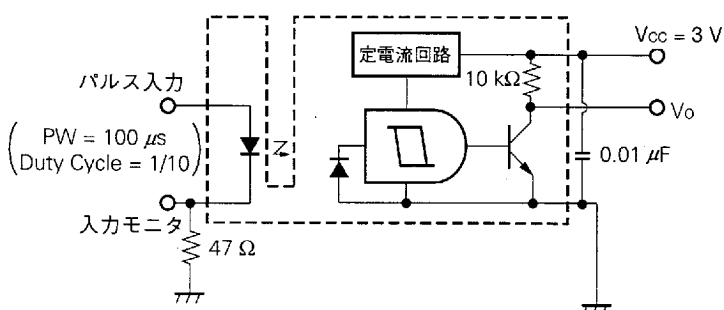 Vcc = 3 V
定電流回路
10 kΩ
パルス入力
Vo
PW = 100 μs
Duty Cycle = 1/10
0.01 μF
入力モニタ
47 Ω